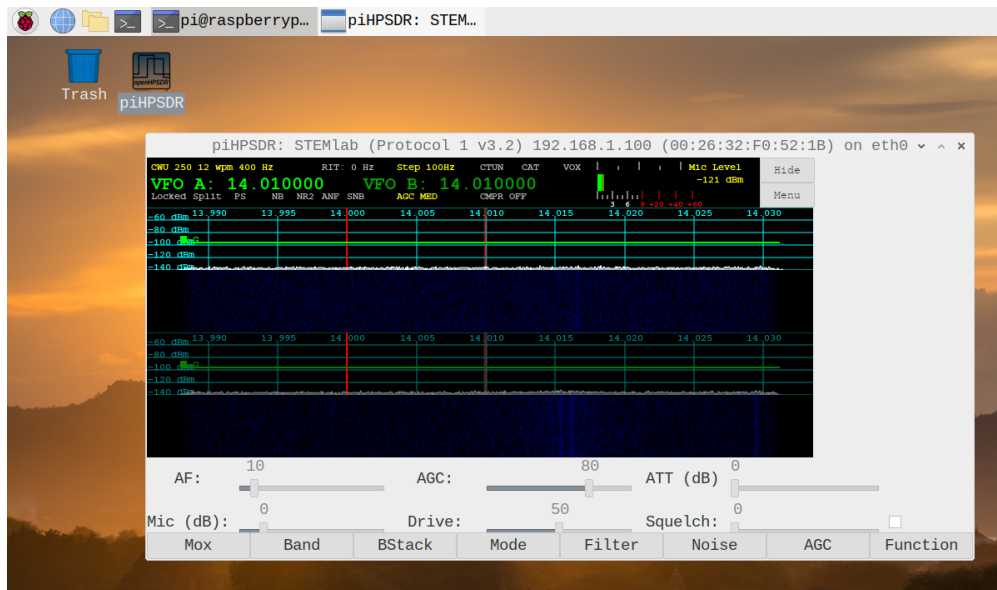 pi@raspberryp… piHPSDR: STEM…
openHPSDR
Trash
piHPSDR
piHPSDR: STEMlab (Protocol 1 v3.2) 192.168.1.100 (00:26:32:F0:52:1B) on eth0
CWU 250 12 wpm 400 Hz RIT: 0 Hz Step 100Hz CTUN CAT VOX Mic Level Hide
VFO A: 14.010000 VFO B: 14.010000 -121 dBm
Locked Split PS NB NR2 ANF SNB AGC MED CMPR OFF Menu
3 6 9 +20 +40 +60
-60 dBm 13.990 13.995 14.000 14.005 14.010 14.015 14.020 14.025 14.030
-80 dBm
-100 dBm G
-120 dBm
-140 dBm
-60 dBm 13.990 13.995 14.000 14.005 14.010 14.015 14.020 14.025 14.030
-80 dBm
-100 dBm G
-120 dBm
-140 dBm
10 80 0
AF: AGC: ATT (dB)
0 50 0
Mic (dB): Drive: Squelch:
Mox Band BStack Mode Filter Noise AGC Function